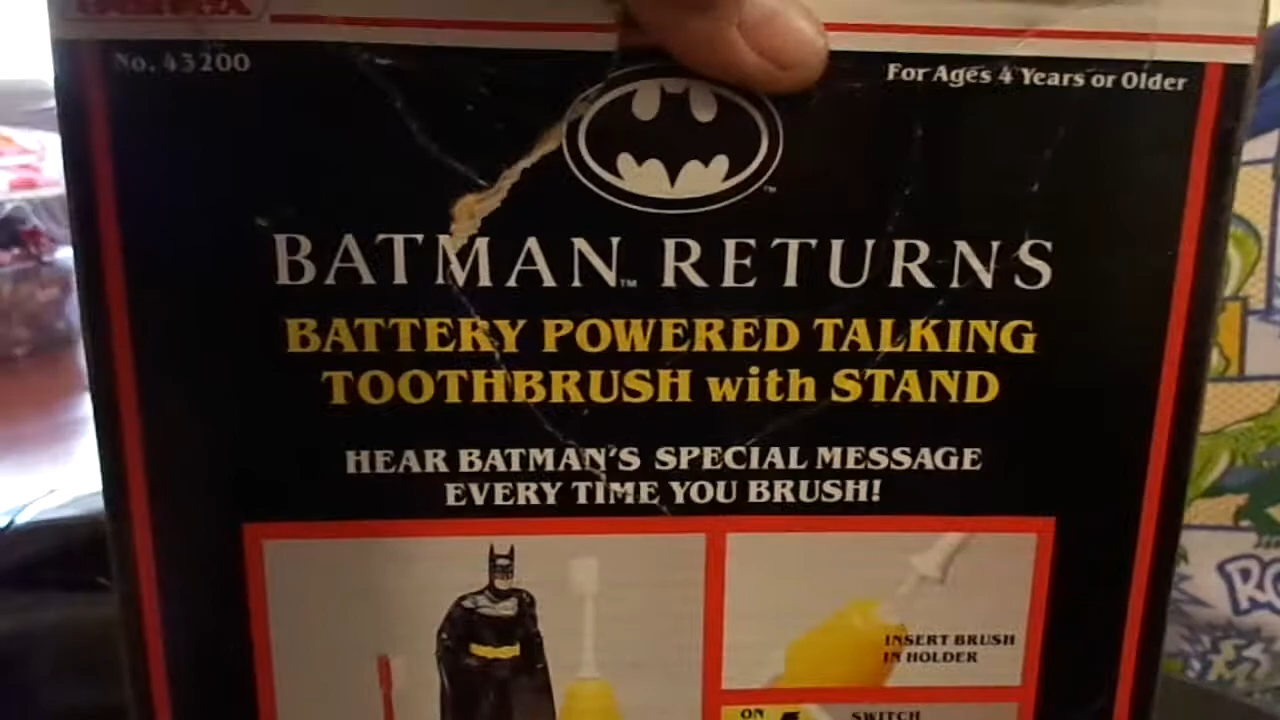 No. 43200
For Ages 4 Years or Older
BATMAN™ RETURNS
BATTERY POWERED TALKING
TOOTHBRUSH with STAND
HEAR BATMAN'S SPECIAL MESSAGE
EVERY TIME YOU BRUSH!
INSERT BRUSH
IN HOLDER
ON
SWITCH